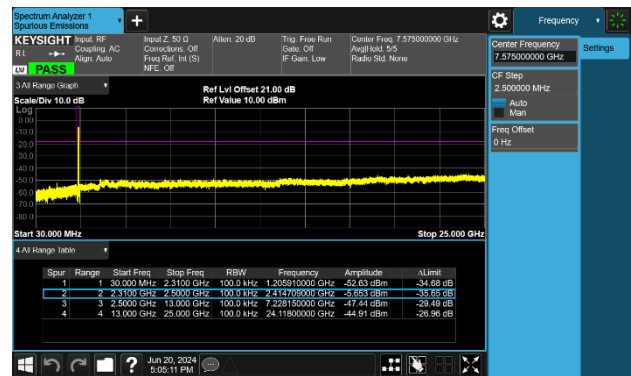 Spectrum Analyzer 1
Spurious Emissions
Frequency
KEYSIGHT
Input: RF
Coupling: AC
Align: Auto
Input Z: 50 Ω
Corrections: Off
Freq Ref: Int (S)
NFE: Off
Atten: 20 dB
Trig: Free Run
Gate: Off
IF Gain: Low
Center Freq: 7.575000000 GHz
Avg|Hold: 5/5
Radio Std: None
LW PASS
Center Frequency
7.575000000 GHz
Settings
CF Step
2.500000 MHz
Auto
Man
Freq Offset
0 Hz
3 All Range Graph
Ref Lvl Offset 21.00 dB
Scale/Div 10.0 dB
Ref Value 10.00 dBm
Log
0.00
-10.0
-20.0
-30.0
-40.0
-50.0
-60.0
-70.0
-80.0
Start 30.000 MHz
Stop 25.000 GHz
4 All Range Table
Spur Range Start Freq Stop Freq RBW Frequency Amplitude ΔLimit
1 1 30.000 MHz 2.3100 GHz 100.0 kHz 1.205910000 GHz -52.63 dBm -34.68 dB
2 2 2.3100 GHz 2.5000 GHz 100.0 kHz 2.414709000 GHz -5.653 dBm -35.65 dB
3 3 2.5000 GHz 13.000 GHz 100.0 kHz 7.228150000 GHz -47.44 dBm -29.49 dB
4 4 13.000 GHz 25.000 GHz 100.0 kHz 24.11800000 GHz -44.91 dBm -26.96 dB
Jun 20, 2024
5:05:11 PM